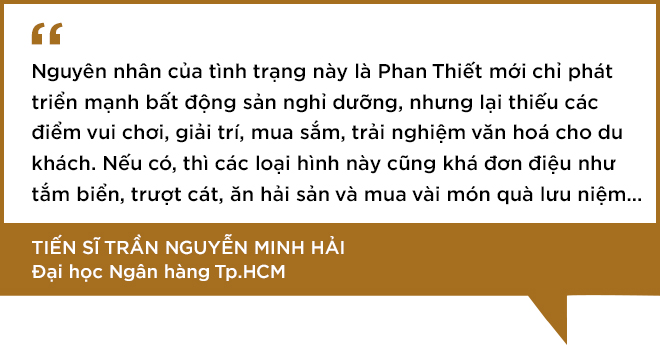 “
Nguyên nhân của tình trạng này là Phan Thiết mới chỉ phát
triển mạnh bất động sản nghỉ dưỡng, nhưng lại thiếu các
điểm vui chơi, giải trí, mua sắm, trải nghiệm văn hoá cho du
khách. Nếu có, thì các loại hình này cũng khá đơn điệu như
tắm biển, trượt cát, ăn hải sản và mua vài món quà lưu niệm...
TIẾN SĨ TRẦN NGUYỄN MINH HẢI
Đại học Ngân hàng Tp.HCM